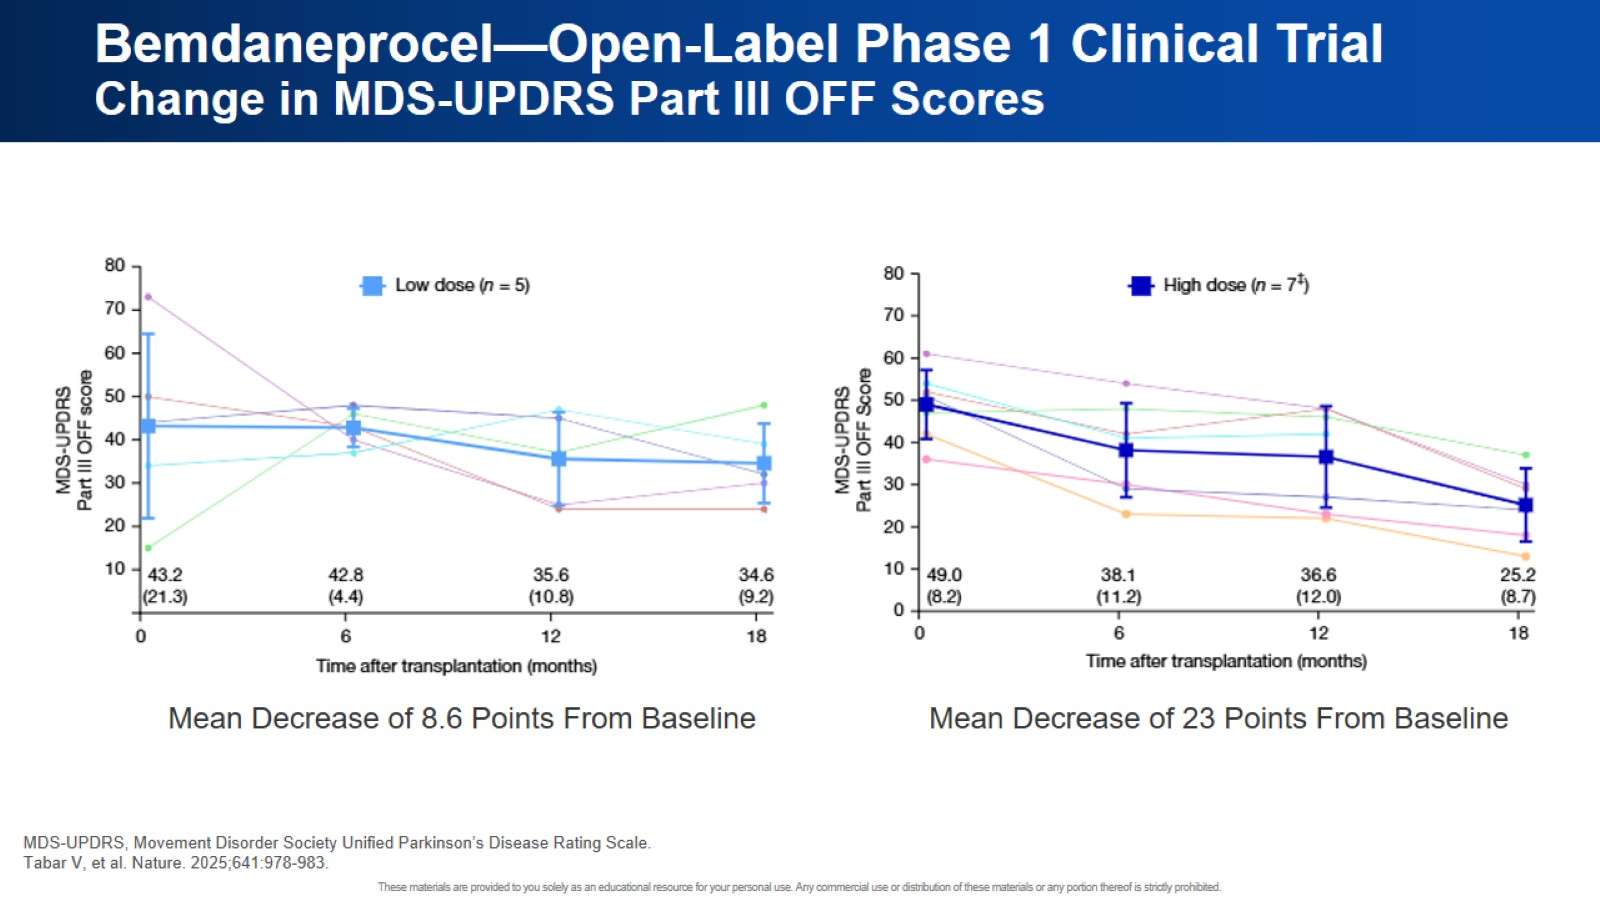 Bemdaneprocel—Open-Label Phase 1 Clinical Trial
Change in MDS-UPDRS Part III OFF Scores
80
70
60
50
40
30
20
10
MDS-UPDRS
Part III OFF score
Low dose (n = 5)
43.2
(21.3)
42.8
(4.4)
35.6
(10.8)
34.6
(9.2)
0
6
12
18
Time after transplantation (months)
Mean Decrease of 8.6 Points From Baseline
80
70
60
50
40
30
20
10
0
MDS-UPDRS
Part III OFF Score
High dose (n = 7‡)
49.0
(8.2)
38.1
(11.2)
36.6
(12.0)
25.2
(8.7)
0
6
12
18
Time after transplantation (months)
Mean Decrease of 23 Points From Baseline
MDS-UPDRS, Movement Disorder Society Unified Parkinson's Disease Rating Scale.
Tabar V, et al. Nature. 2025;641:978-983.
These materials are provided to you solely as an educational resource for your personal use. Any commercial use or distribution of these materials or any portion thereof is strictly prohibited.